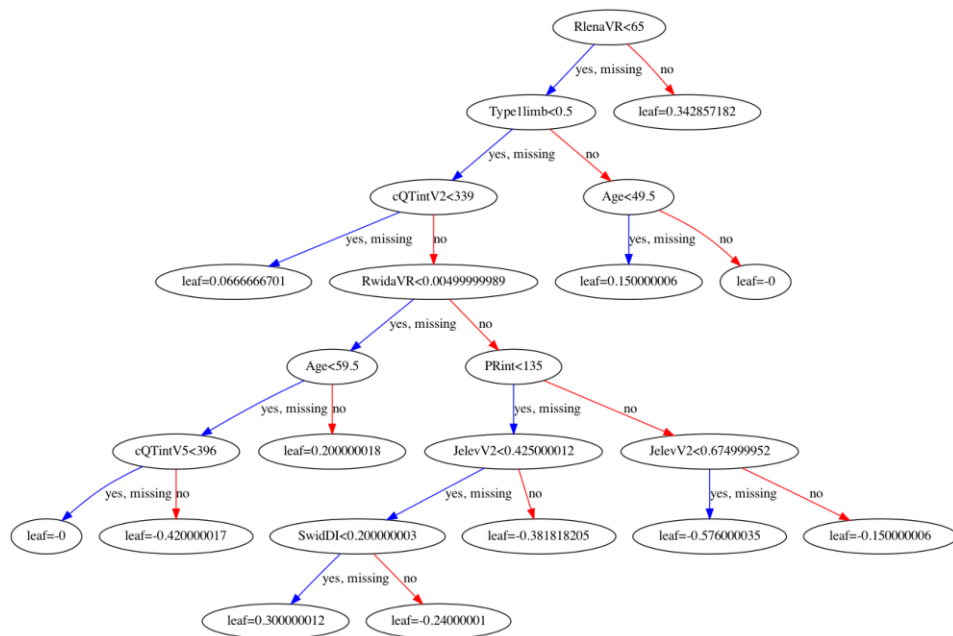 RlenaVR<65
yes, missing
no
Type1limb<0.5
leaf=0.342857182
yes, missing
no
cQTintV2<339
Age<49.5
yes, missing
no
yes, missing
no
leaf=0.0666666701
RwidaVR<0.00499999989
leaf=0.150000006
leaf=-0
yes, missing
no
Age<59.5
PRint<135
yes, missing
no
yes, missing
no
cQTintV5<396
leaf=0.200000018
JelevV2<0.425000012
JelevV2<0.674999952
yes, missing
no
yes, missing
no
yes, missing
no
leaf=-0
leaf=-0.420000017
SwidDI<0.200000003
leaf=-0.381818205
leaf=-0.576000035
leaf=-0.150000006
yes, missing
no
leaf=0.300000012
leaf=-0.24000001